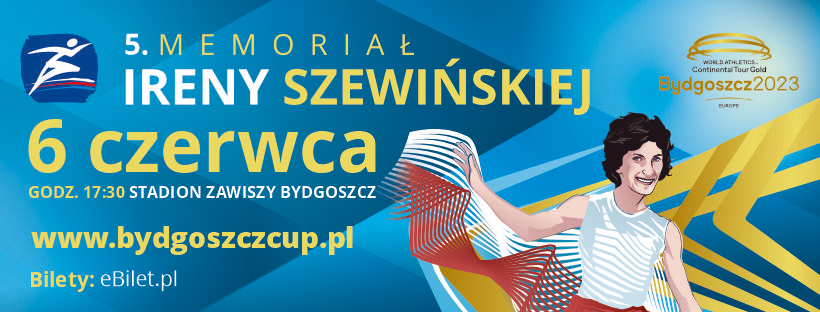 5. MEMORIAŁ
IRENY SZEWIŃSKIEJ
6 czerwca
GODZ. 17:30 STADION ZAWISZY BYDGOSZCZ
www.bydgoszczcup.pl
Bilety: eBilet.pl
WORLD ATHLETICS™
Continental Tour Gold
Bydgoszcz2023
EUROPE